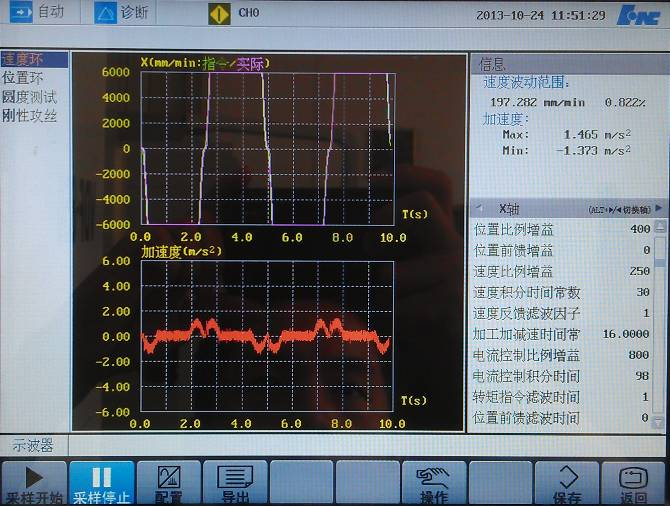 自动 诊断 CH0 2013-10-24 11:51:29
速度环
位置环
圆度测试
刚性攻丝
X(mm/min:指令/实际)
6000
4000
2000
0
-2000
-4000
-6000
T(s)
0.0 2.0 4.0 6.0 8.0 10.0
加速度(m/s²)
6.00
4.00
2.00
0.00
-2.00
-4.00
-6.00
T(s)
0.0 2.0 4.0 6.0 8.0 10.0
信息
速度波动范围:
197.282 mm/min 0.822%
加速度:
Max: 1.465 m/s²
Min: -1.373 m/s²
X轴 (ALT+▶/◀切换轴)
位置比例增益 400
位置前馈增益 0
速度比例增益 250
速度积分时间常数 30
速度反馈滤波因子 1
加工加减速时间常 16.0000
电流控制比例增益 800
电流控制积分时间 98
转矩指令滤波时间 1
位置前馈滤波时间 0
示波器
采样开始 采样停止 配置 导出 操作 保存 返回